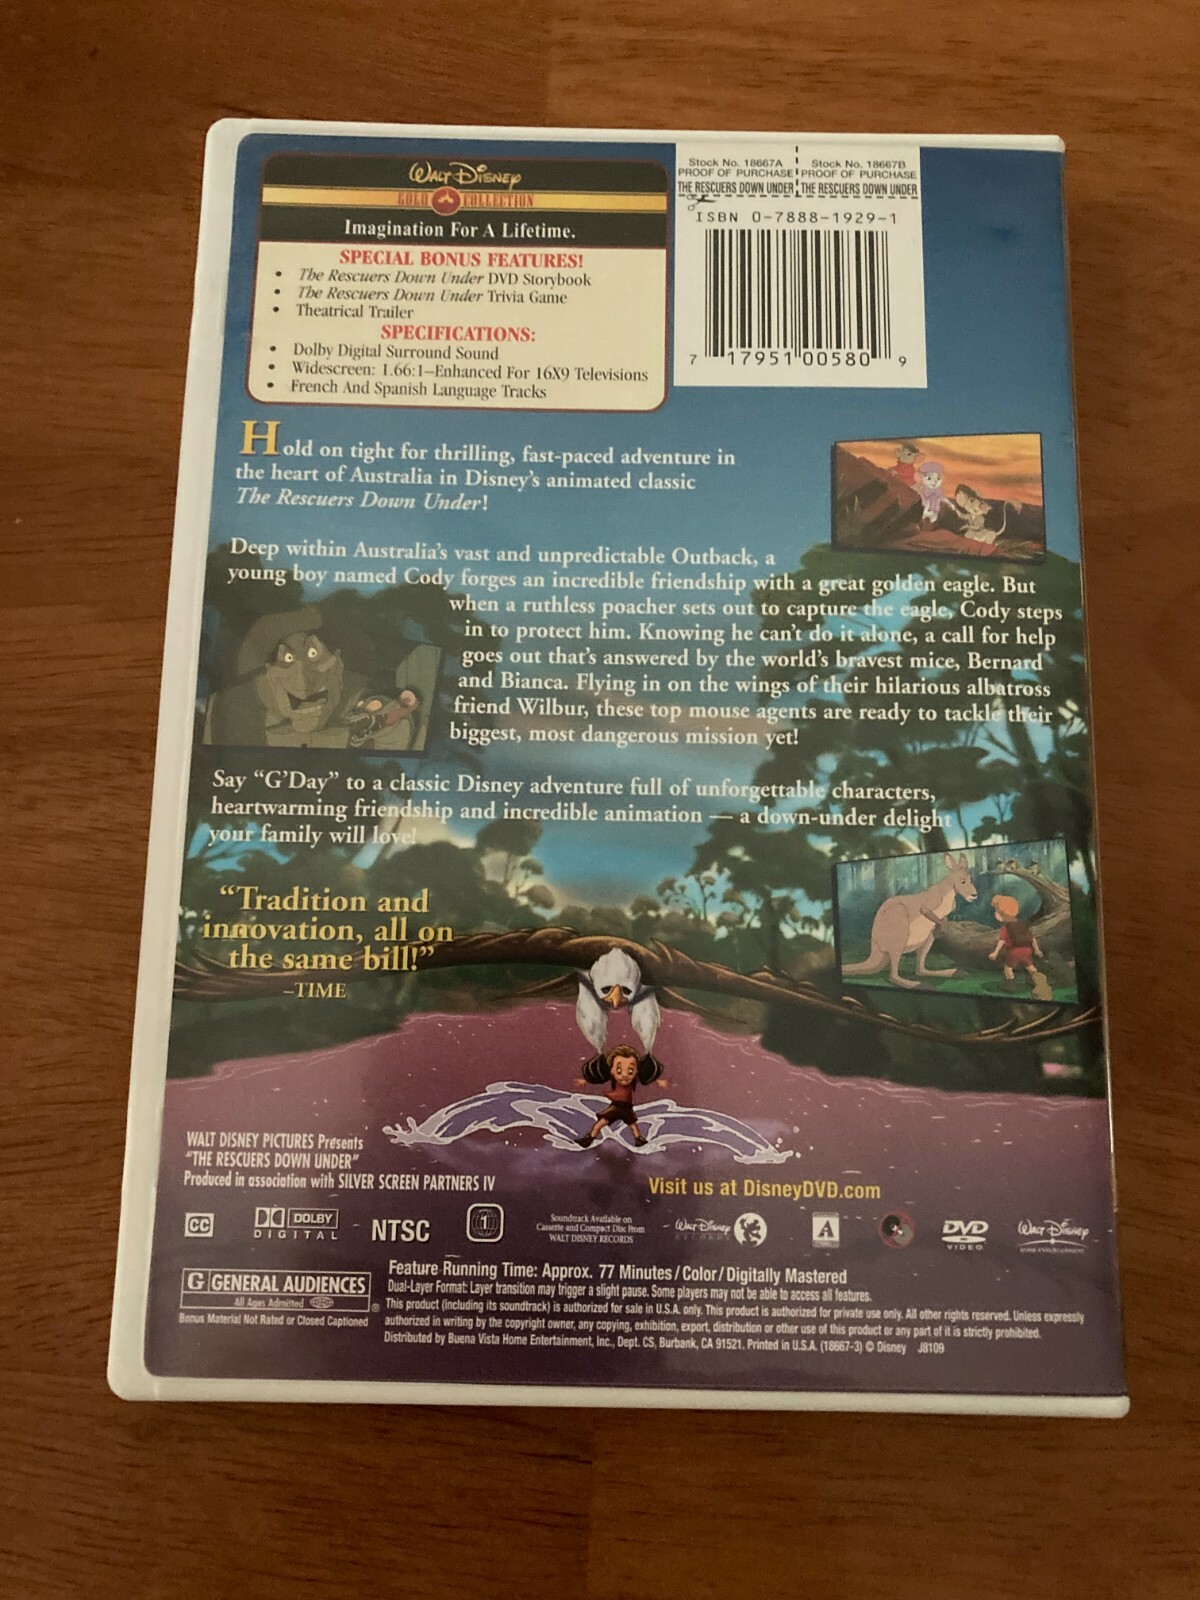 WALT DISNEY
GOLD COLLECTION
Imagination For A Lifetime.
SPECIAL BONUS FEATURES!
• The Rescuers Down Under DVD Storybook
• The Rescuers Down Under Trivia Game
• Theatrical Trailer
SPECIFICATIONS:
• Dolby Digital Surround Sound
• Widescreen: 1.66:1–Enhanced For 16X9 Televisions
• French And Spanish Language Tracks
Stock No. 18667A Stock No. 18667B
PROOF OF PURCHASE PROOF OF PURCHASE
THE RESCUERS DOWN UNDER THE RESCUERS DOWN UNDER
ISBN 0-7888-1929-1
7 17951 00580 9
Hold on tight for thrilling, fast-paced adventure in
the heart of Australia in Disney's animated classic
The Rescuers Down Under!
Deep within Australia's vast and unpredictable Outback, a
young boy named Cody forges an incredible friendship with a great golden eagle. But
when a ruthless poacher sets out to capture the eagle, Cody steps
in to protect him. Knowing he can't do it alone, a call for help
goes out that's answered by the world's bravest mice, Bernard
and Bianca. Flying in on the wings of their hilarious albatross
friend Wilbur, these top mouse agents are ready to tackle their
biggest, most dangerous mission yet!
Say "G'Day" to a classic Disney adventure full of unforgettable characters,
heartwarming friendship and incredible animation — a down-under delight
your family will love!
"Tradition and
innovation, all on
the same bill!"
–TIME
WALT DISNEY PICTURES Presents
"THE RESCUERS DOWN UNDER"
Produced in association with SILVER SCREEN PARTNERS IV
Visit us at DisneyDVD.com
CC
DOLBY
DIGITAL
NTSC
1
Soundtrack Available on
Cassette and Compact Disc From
WALT DISNEY RECORDS
Walt Disney
RECORDS
A
DVD
VIDEO
WALT DISNEY
HOME ENTERTAINMENT
G GENERAL AUDIENCES
All Ages Admitted
®
Bonus Material Not Rated or Closed Captioned
Feature Running Time: Approx. 77 Minutes/Color/Digitally Mastered
Dual-Layer Format: Layer transition may trigger a slight pause. Some players may not be able to access all features.
This product (including its soundtrack) is authorized for sale in U.S.A. only. This product is authorized for private use only. All other rights reserved. Unless expressly
authorized in writing by the copyright owner, any copying, exhibition, export, distribution or other use of this product or any part of it is strictly prohibited.
Distributed by Buena Vista Home Entertainment, Inc., Dept. CS, Burbank, CA 91521. Printed in U.S.A. (18667-3) © Disney J8109